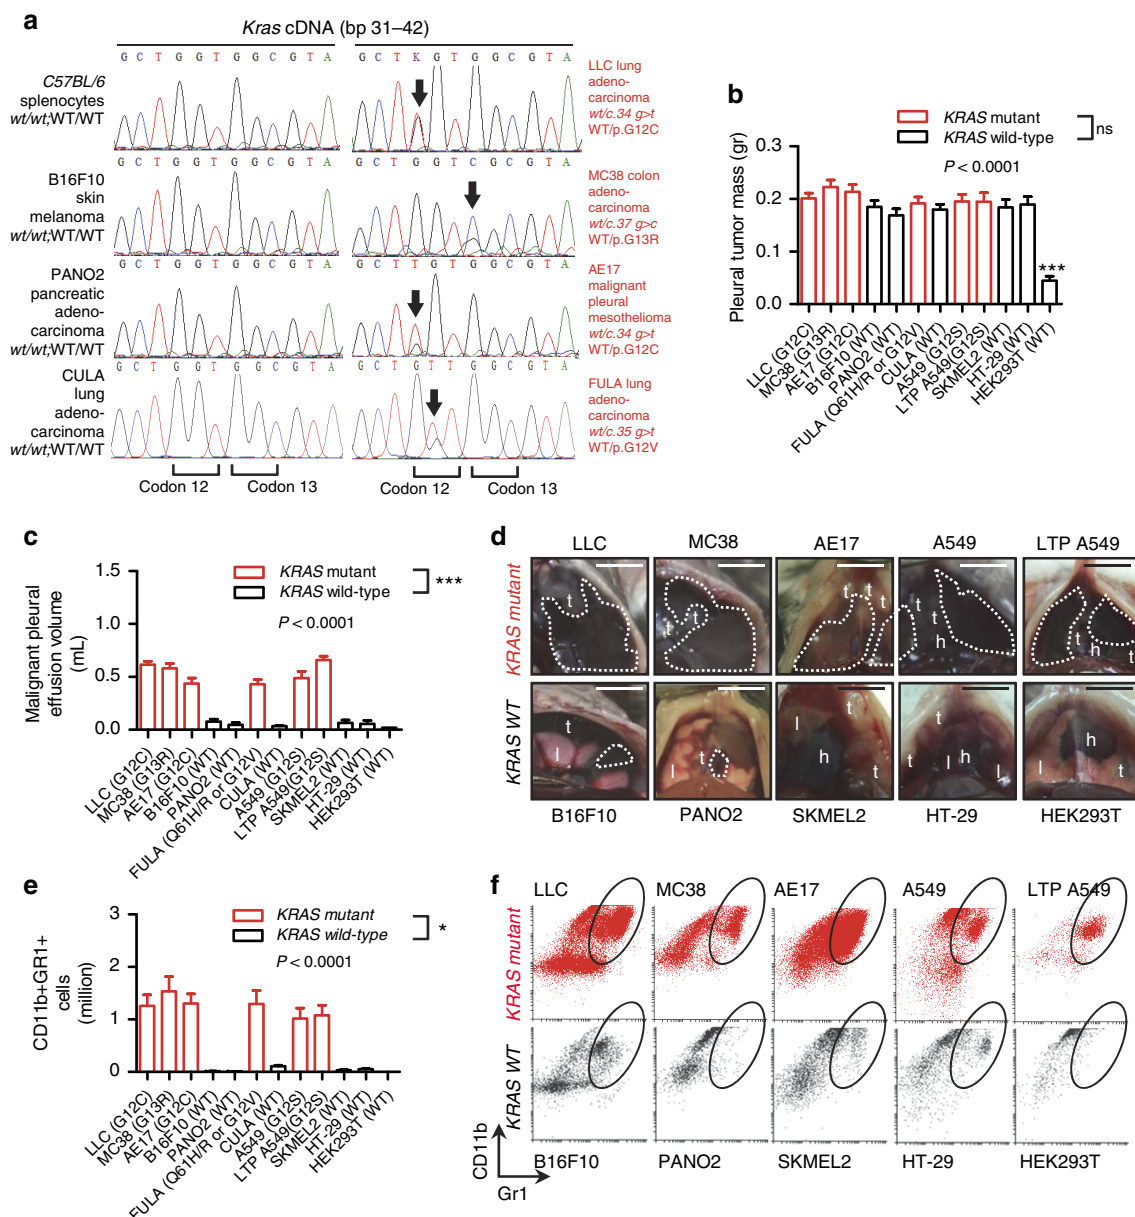 a
Kras cDNA (bp 31–42)
G C T G G T G G C G T A
G C T K G T G G C G T A
C57BL/6
splenocytes
wt/wt;WT/WT
LLC lung
adeno-
carcinoma
wt/c.34 g>t
WT/p.G12C
G C T G G T G G C G T A
G C T G G T C G C G T A
B16F10
skin
melanoma
wt/wt;WT/WT
MC38 colon
adeno-
carcinoma
wt/c.37 g>c
WT/p.G13R
G C T G G T G G C G T A
G C T T G T G G C G T A
PANO2
pancreatic
adeno-
carcinoma
wt/wt;WT/WT
AE17
malignant
pleural
mesothelioma
wt/c.34 g>t
WT/p.G12C
G C T G G T G G C G T A
G C T G T T G G C G T A
CULA
lung
adeno-
carcinoma
wt/wt;WT/WT
FULA lung
adeno-
carcinoma
wt/c.35 g>t
WT/p.G12V
Codon 12
Codon 13
Codon 12
Codon 13
b
KRAS mutant
KRAS wild-type
ns
P < 0.0001
Pleural tumor mass (gr)
0.3
0.2
0.1
0.0
***
LLC (G12C)
MC38 (G13R)
AE17 (G12C)
B16F10 (WT)
PANO2 (WT)
FULA (Q61H/R or G12V)
CULA (WT)
A549 (G12S)
LTP A549(G12S)
SKMEL2 (WT)
HT-29 (WT)
HEK293T (WT)
c
KRAS mutant
KRAS wild-type
***
P < 0.0001
Malignant pleural
effusion volume
(mL)
1.5
1.0
0.5
0.0
LLC (G12C)
MC38 (G13R)
AE17 (G12C)
B16F10 (WT)
PANO2 (WT)
FULA (Q61H/R or G12V)
CULA (WT)
A549 (G12S)
LTP A549(G12S)
SKMEL2 (WT)
HT-29 (WT)
HEK293T (WT)
d
LLC
MC38
AE17
A549
LTP A549
KRAS mutant
t
t
t
t
t
t
t
h
t
h
t
KRAS WT
t
l
t
l
l
t
h
t
t
h
t
l
l
h
l
t
B16F10
PANO2
SKMEL2
HT-29
HEK293T
e
KRAS mutant
KRAS wild-type
*
P < 0.0001
CD11b+GR1+
cells
(million)
3
2
1
0
LLC (G12C)
MC38 (G13R)
AE17 (G12C)
B16F10 (WT)
PANO2 (WT)
FULA (Q61H/R or G12V)
CULA (WT)
A549 (G12S)
LTP A549(G12S)
SKMEL2 (WT)
HT-29 (WT)
HEK293T (WT)
f
LLC
MC38
AE17
A549
LTP A549
KRAS mutant
KRAS WT
CD11b
Gr1
B16F10
PANO2
SKMEL2
HT-29
HEK293T